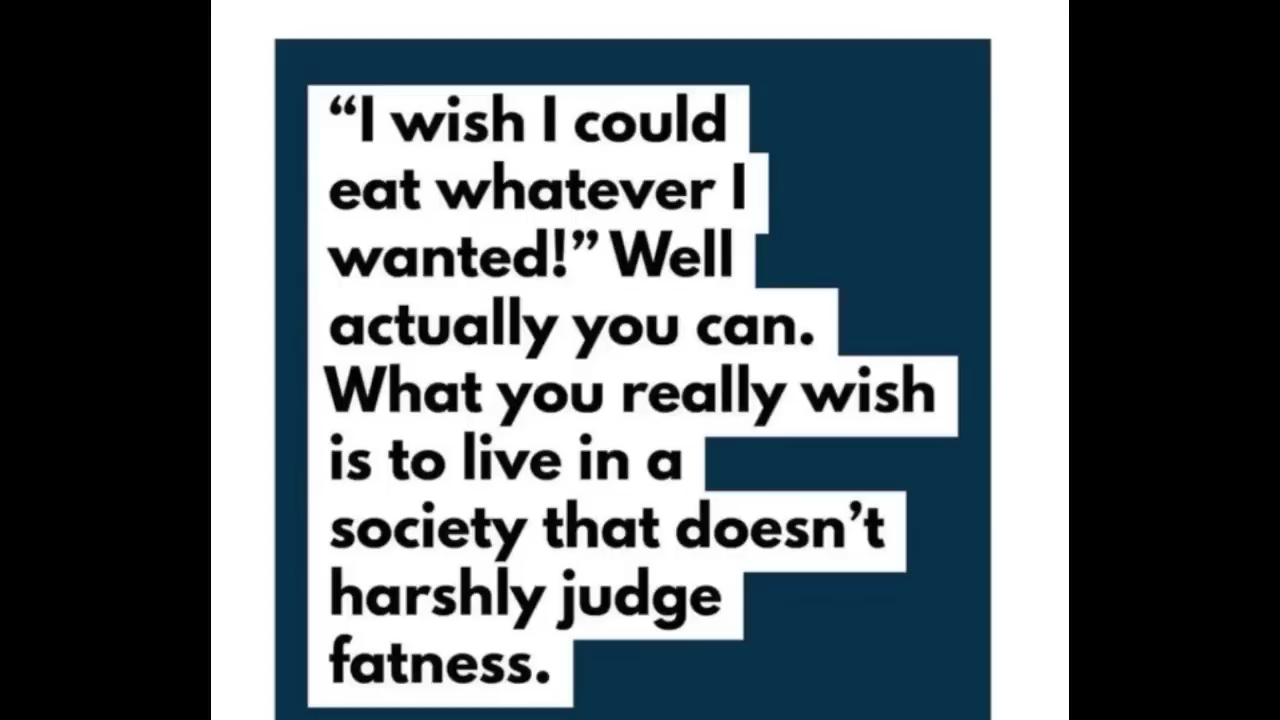 “I wish I could
eat whatever I
wanted!” Well
actually you can.
What you really wish
is to live in a
society that doesn’t
harshly judge
fatness.